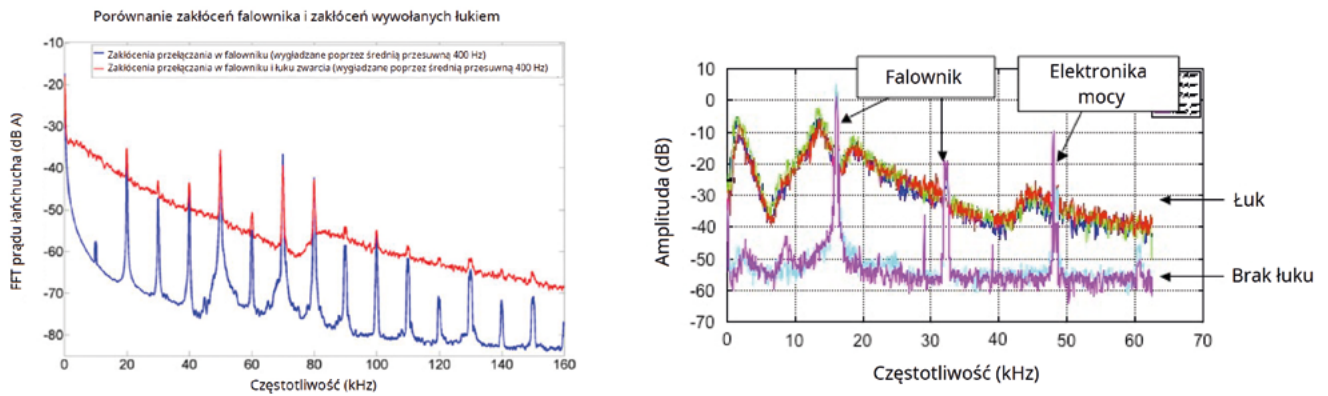 Porównanie zakłóceń falownika i zakłóceń wywołanych łukiem
Zakłócenia przełączania w falowniku (wygładzane poprzez średnią przesuwną 400 Hz)
Zakłócenia przełączania w falowniku i łuku zwarcia (wygładzane poprzez średnią przesuwną 400 Hz)
FFT prądu łańchucha (dB A)
-10
-20
-30
-40
-50
-60
-70
-80
0 20 40 60 80 100 120 140 160
Częstotliwość (kHz)
Falownik
Elektronika
mocy
Amplituda (dB)
10
0
-10
-20
-30
-40
-50
-60
-70
Łuk
Brak łuku
0 10 20 30 40 50 60 70
Częstotliwość (kHz)